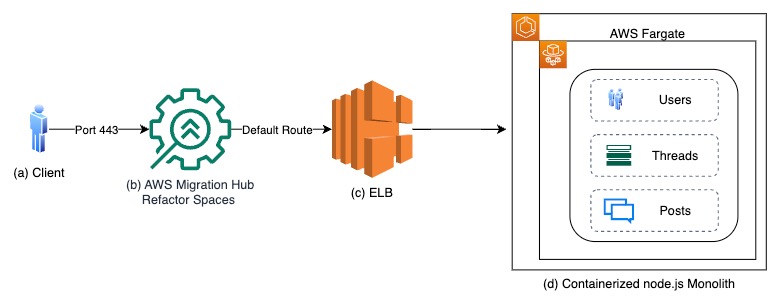 AWS Fargate
Users
Port 443
Default Route
Threads
(a) Client
(b) AWS Migration Hub
Refactor Spaces
(c) ELB
Posts
(d) Containerized node.js Monolith